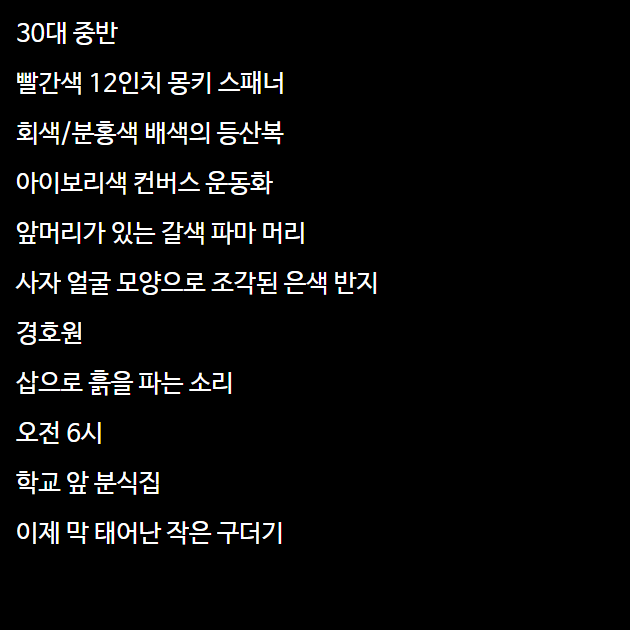 30대 중반
빨간색 12인치 몽키 스패너
회색/분홍색 배색의 등산복
아이보리색 컨버스 운동화
앞머리가 있는 갈색 파마 머리
사자 얼굴 모양으로 조각된 은색 반지
경호원
삽으로 흙을 파는 소리
오전 6시
학교 앞 분식집
이제 막 태어난 작은 구더기